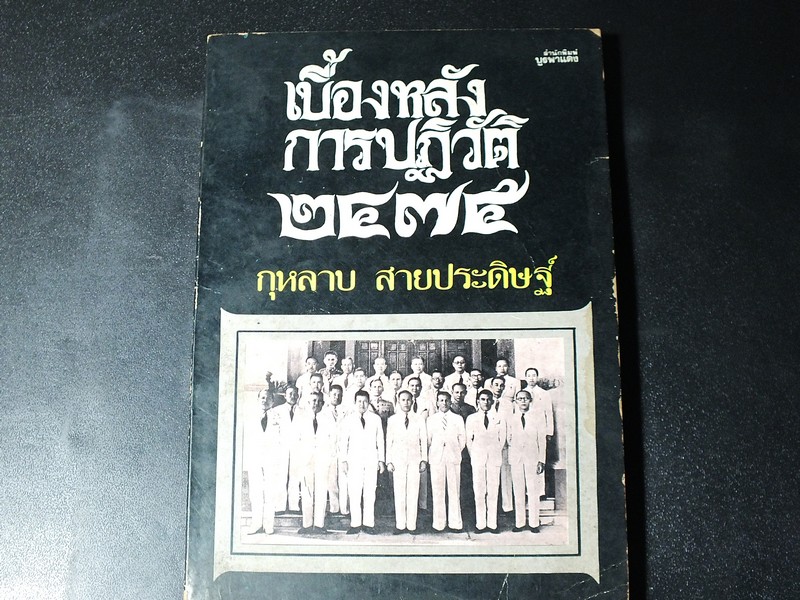 สำนักพิมพ์
บูรพาแดง
เบื้องหลัง
การปฏิวัติ
๒๔๗๕
กุหลาบ สายประดิษฐ์